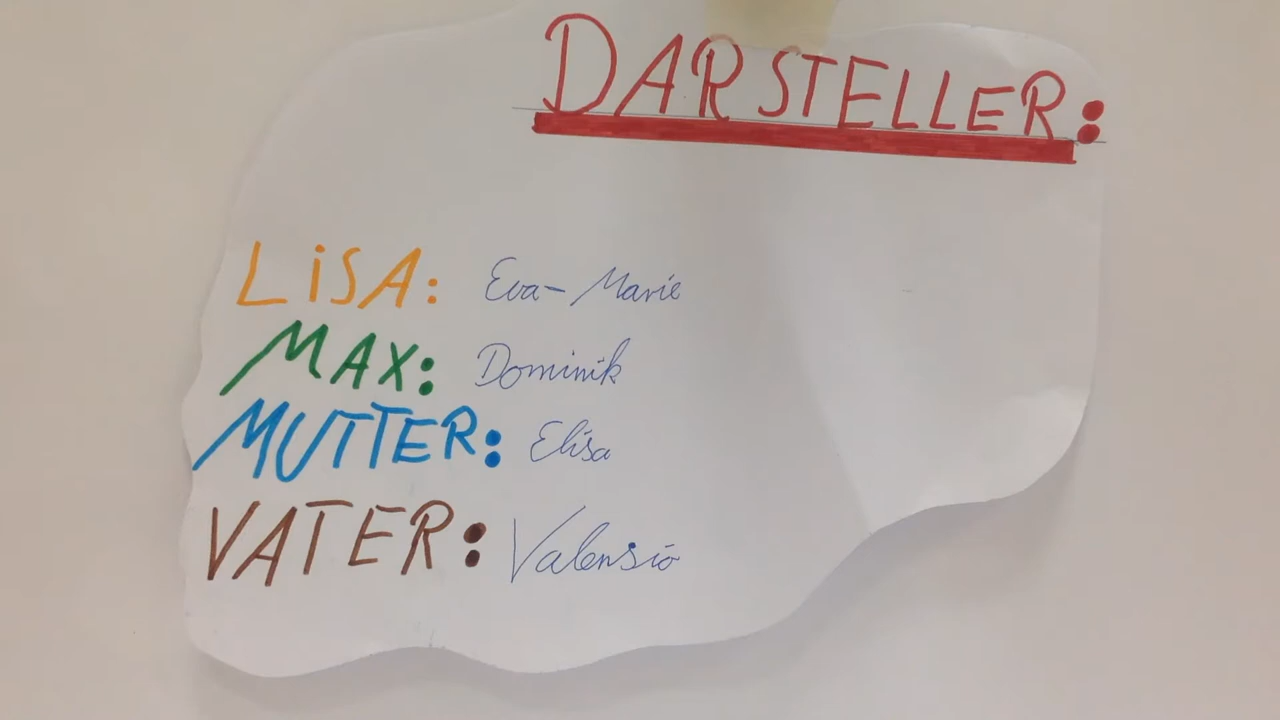 DARSTELLER:
LiSA: Eva-Marie
MAX: Dominik
MUTTER: Elisa
VATER: Valensio